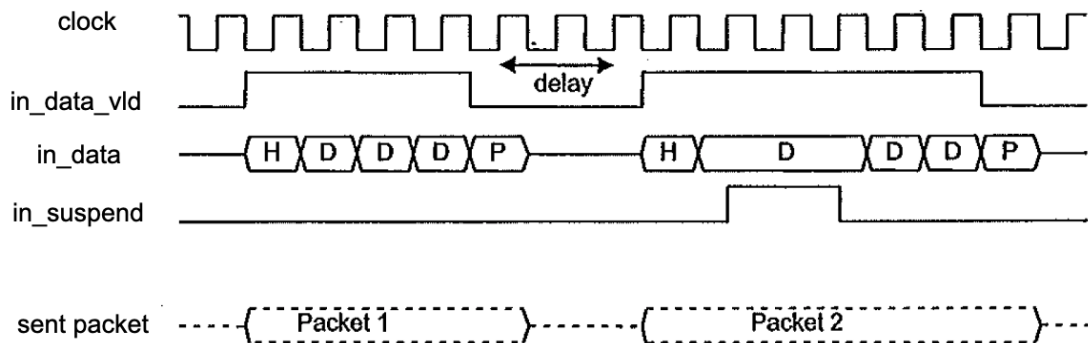 clock
delay
in_data_vld
in_data H D D D P H D D D P
in_suspend
sent packet Packet 1 Packet 2